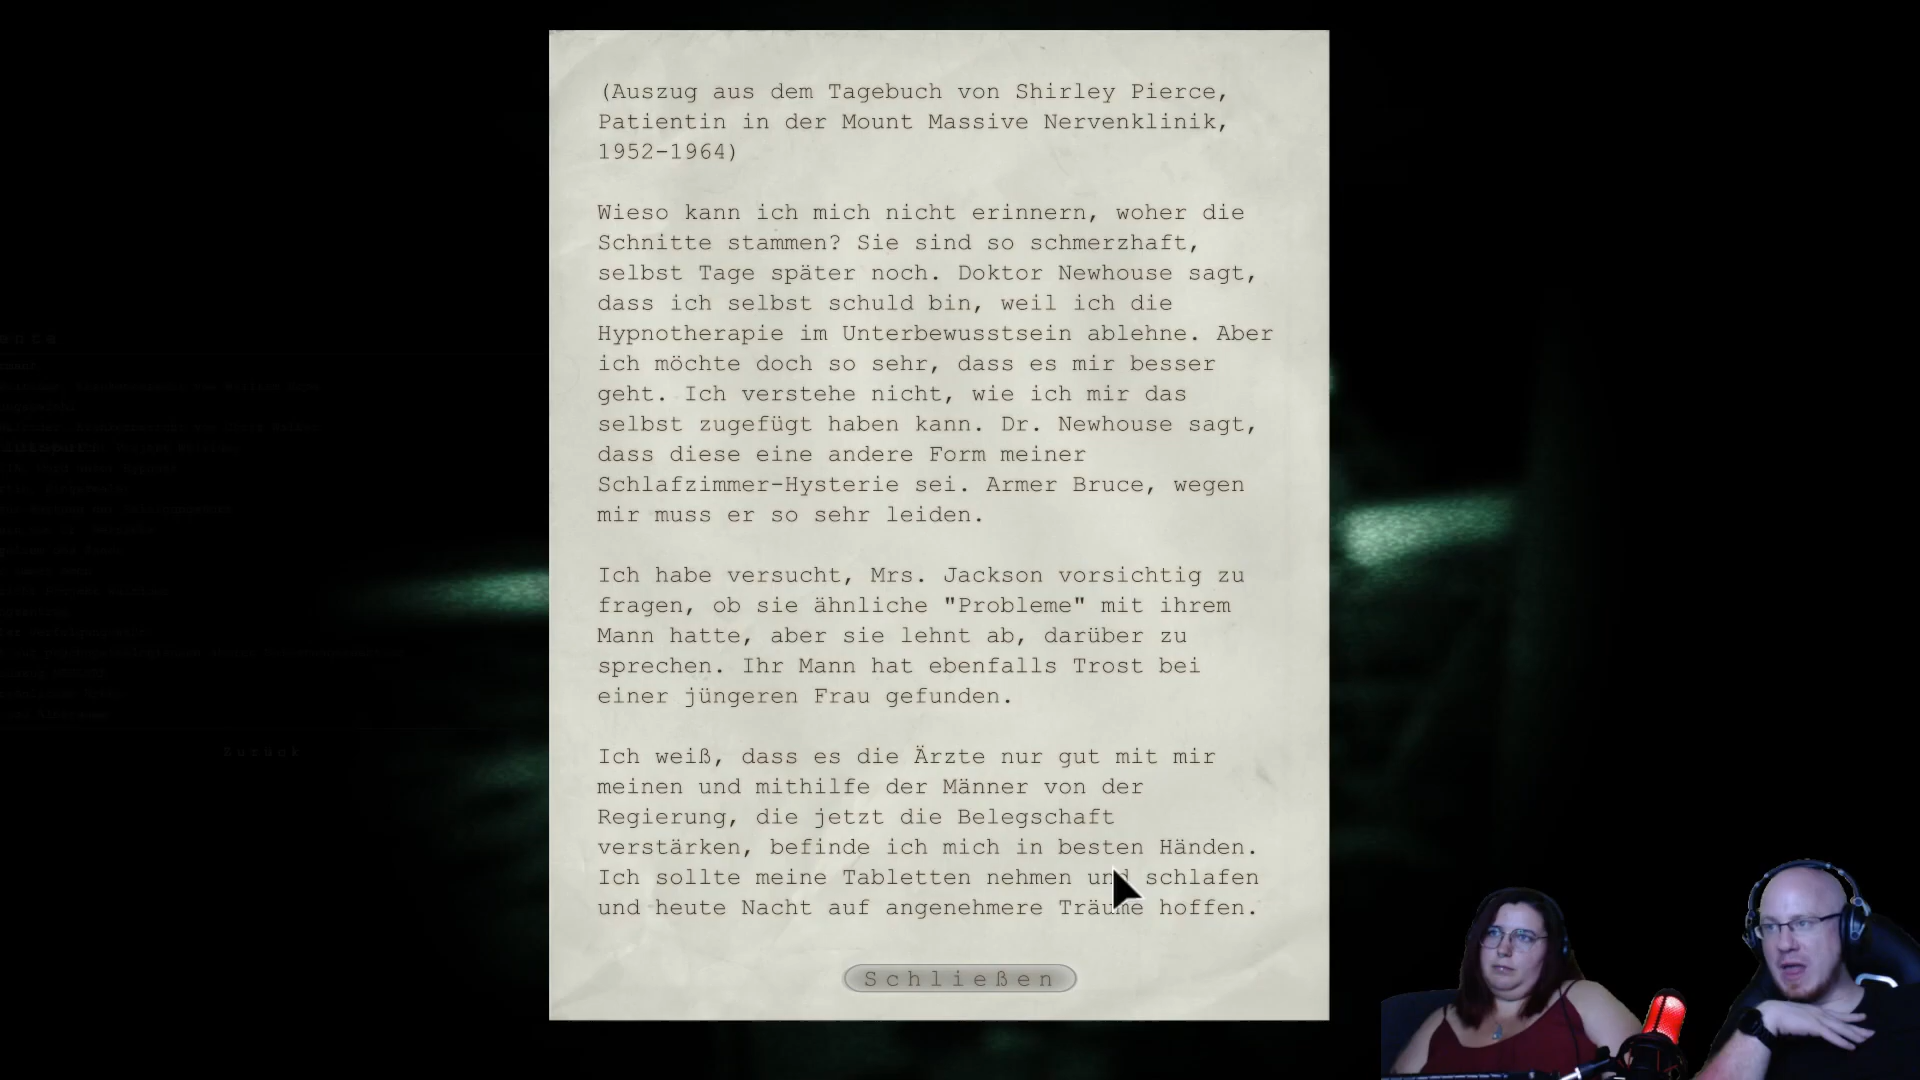 (Auszug aus dem Tagebuch von Shirley Pierce,
Patientin in der Mount Massive Nervenklinik,
1952-1964)
Wieso kann ich mich nicht erinnern, woher die
Schnitte stammen? Sie sind so schmerzhaft,
selbst Tage später noch. Doktor Newhouse sagt,
dass ich selbst schuld bin, weil ich die
Hypnotherapie im Unterbewusstsein ablehne. Aber
ich möchte doch so sehr, dass es mir besser
geht. Ich verstehe nicht, wie ich mir das
selbst zugefügt haben kann. Dr. Newhouse sagt,
dass diese eine andere Form meiner
Schlafzimmer-Hysterie sei. Armer Bruce, wegen
mir muss er so sehr leiden.
Ich habe versucht, Mrs. Jackson vorsichtig zu
fragen, ob sie ähnliche "Probleme" mit ihrem
Mann hatte, aber sie lehnt ab, darüber zu
sprechen. Ihr Mann hat ebenfalls Trost bei
einer jüngeren Frau gefunden.
Ich weiß, dass es die Ärzte nur gut mit mir
meinen und mithilfe der Männer von der
Regierung, die jetzt die Belegschaft
verstärken, befinde ich mich in besten Händen.
Ich sollte meine Tabletten nehmen und schlafen
und heute Nacht auf angenehmere Träume hoffen.
Schließen
Zurück